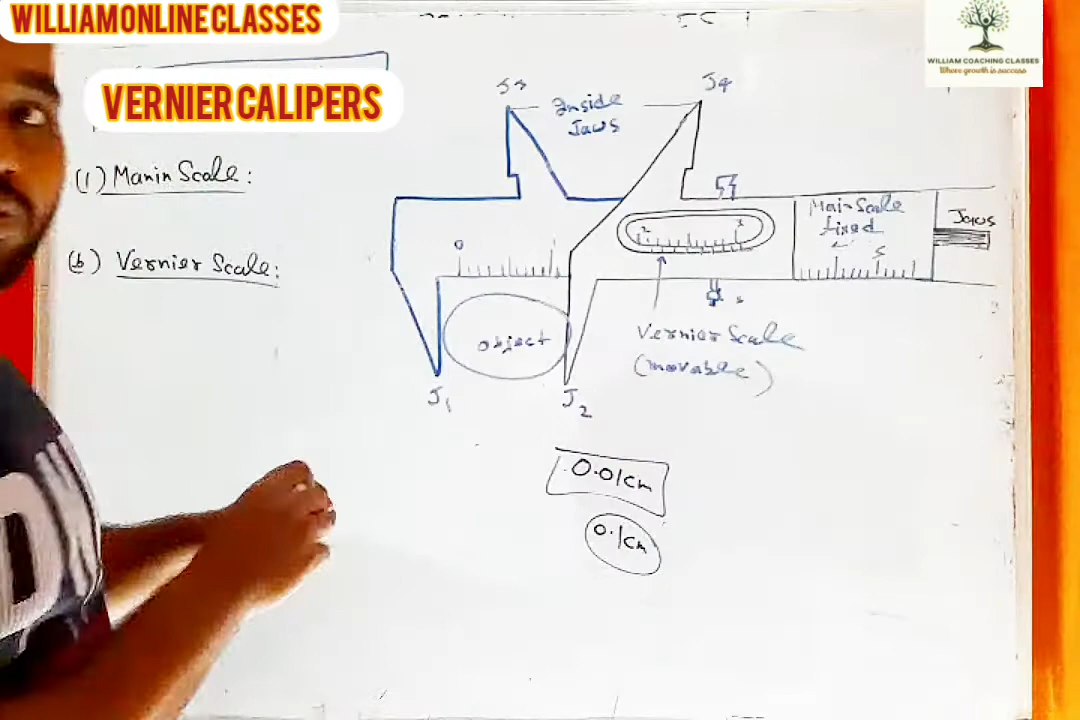 WILLIAMONLINE CLASSES
VERNIER CALIPERS
WILLIAM COACHING CLASSES
Where growth is success
(1) Manin Scale:
(b) Vernier Scale:
J3
J4
Inside
Jaws
Main Scale
fixed
Jaws
0
5
object
Vernier Scale
(movable)
J1
J2
0.01cm
0.1cm